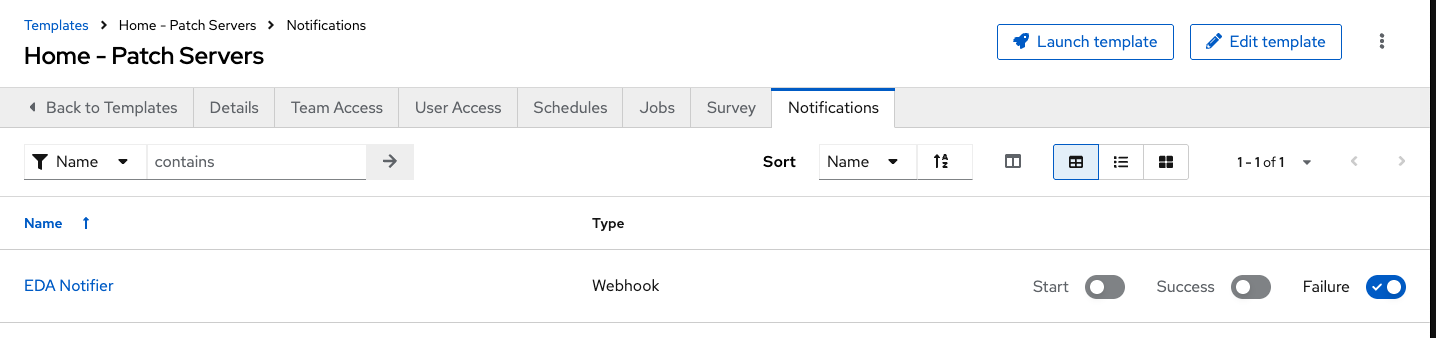 Templates > Home - Patch Servers > Notifications
Home - Patch Servers
Launch template Edit template
Back to Templates Details Team Access User Access Schedules Jobs Survey Notifications
Name contains Sort Name 1 - 1 of 1
Name Type
EDA Notifier Webhook Start Success Failure